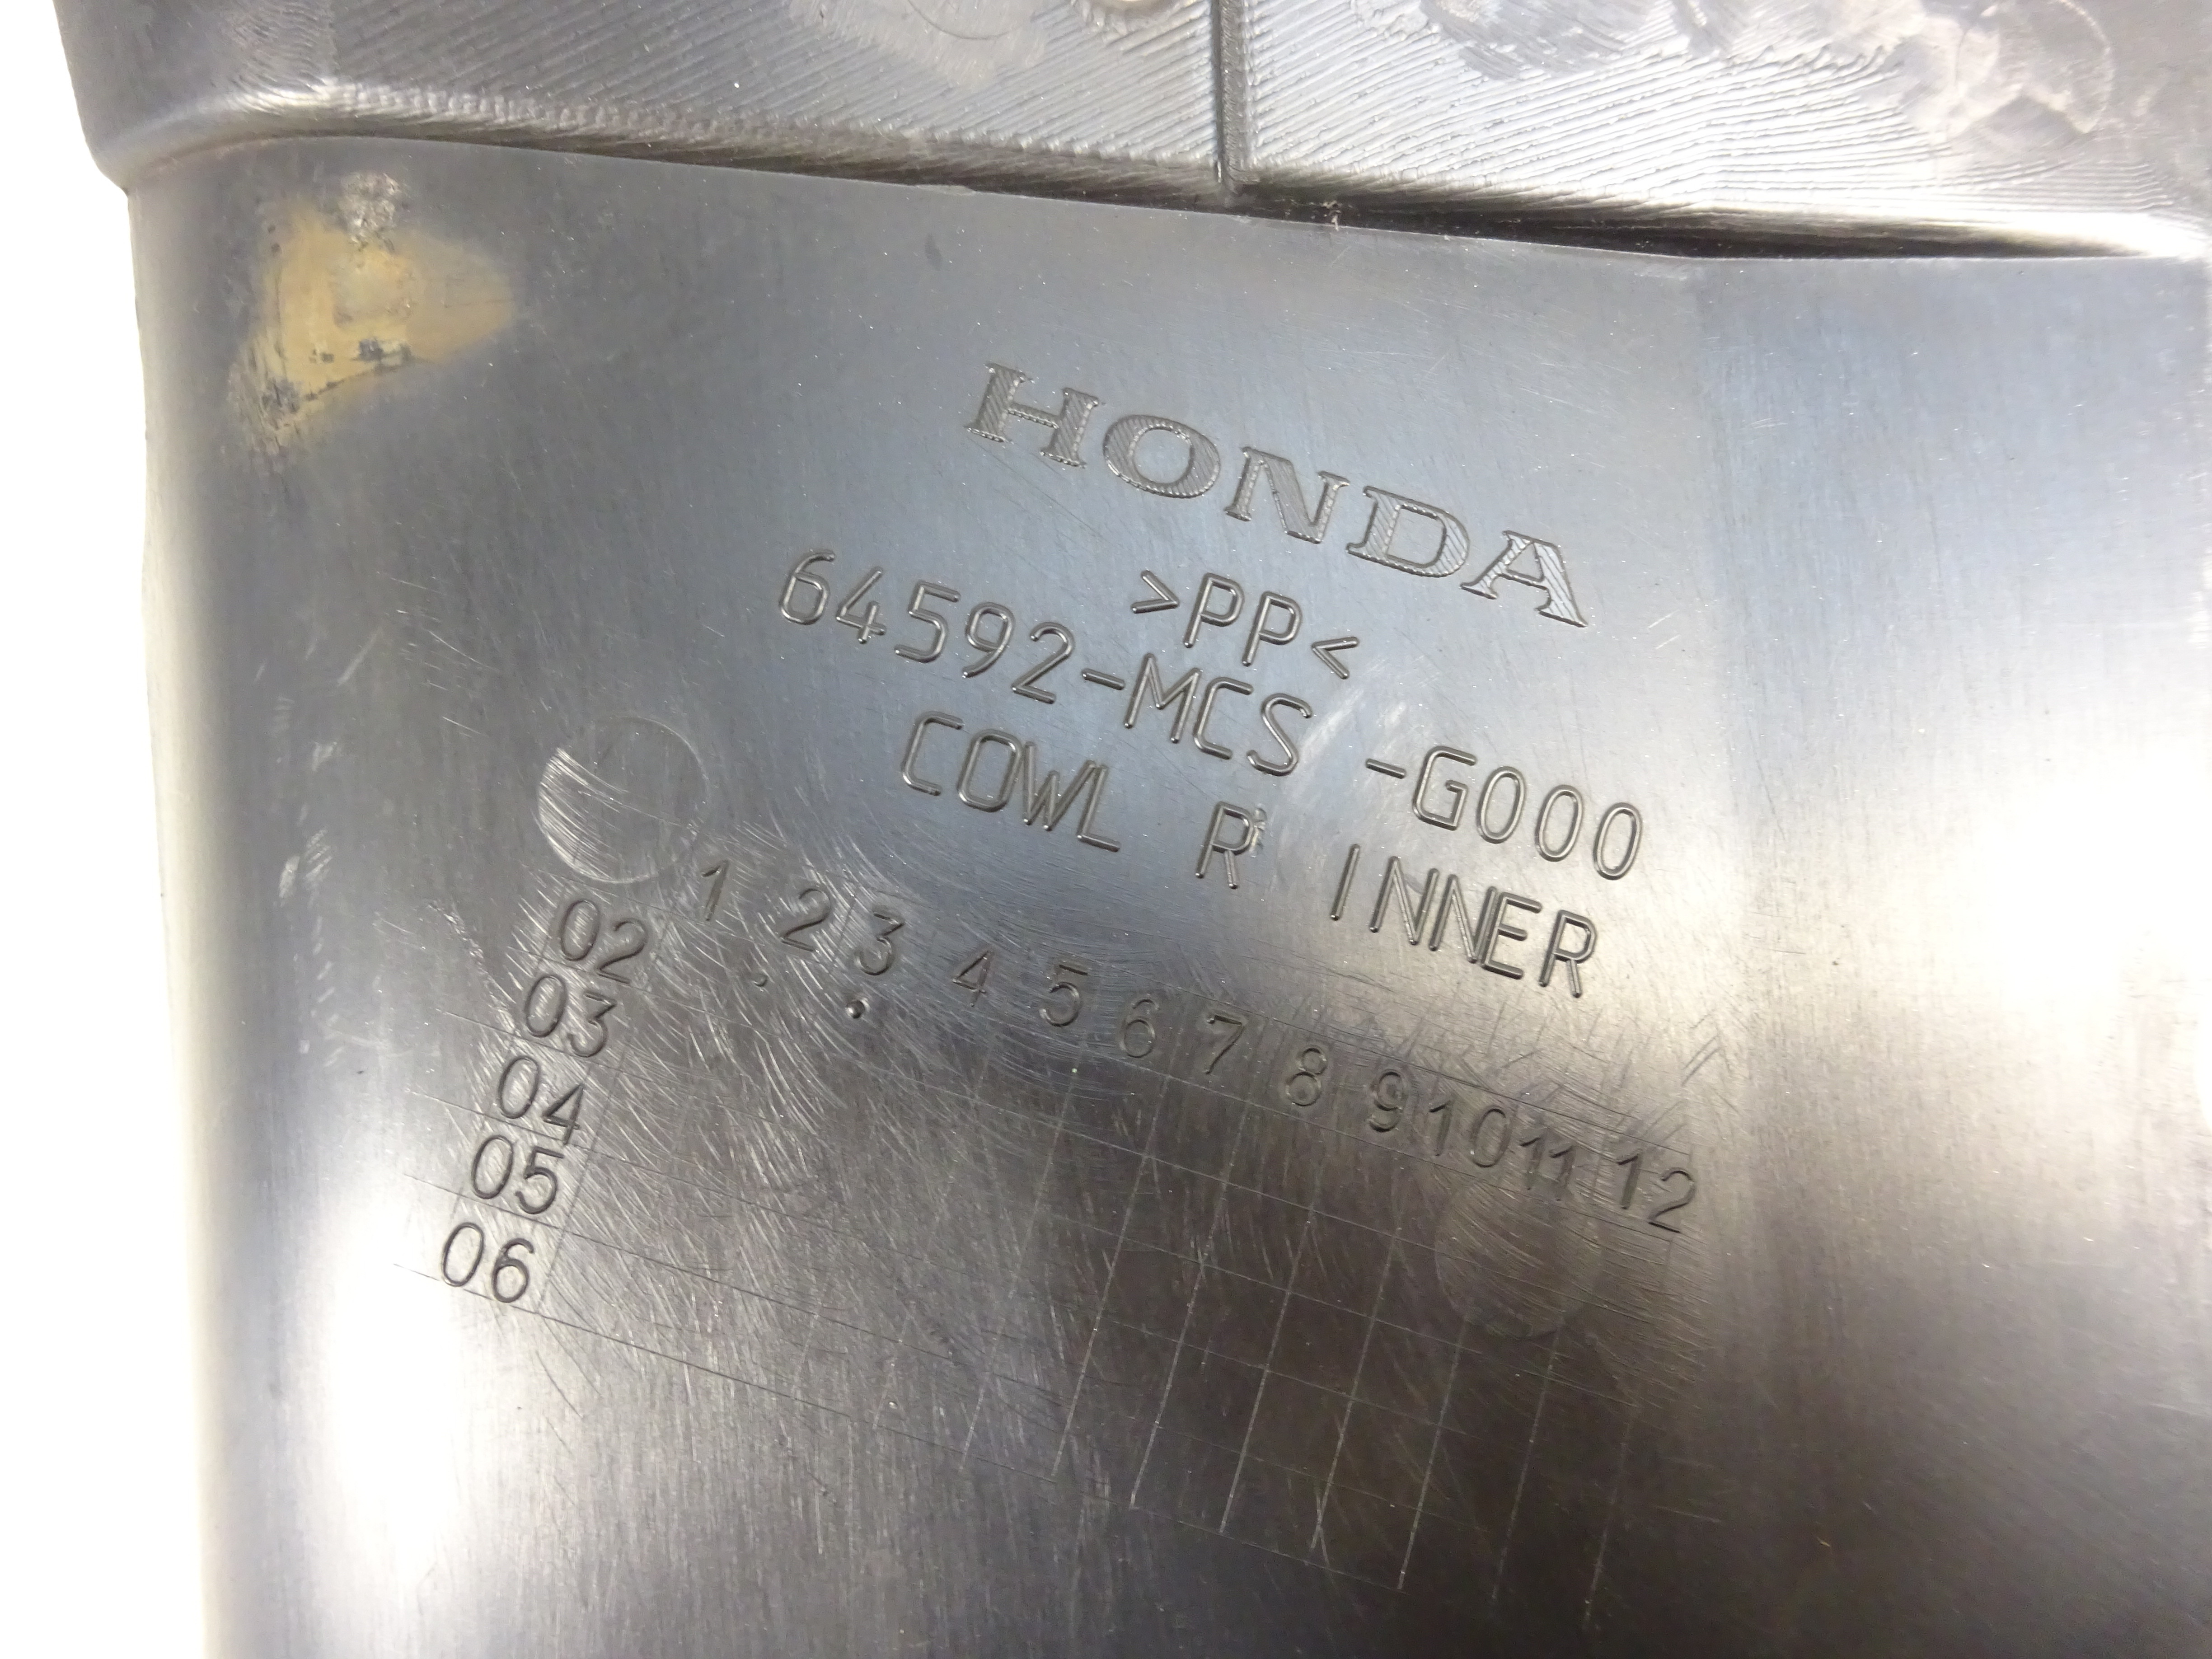 HONDA
>PP<
64592-MCS -G000
COWL R INNER
1 2 3 4 5 6 7 8 9 10 11 12
02
03
04
05
06